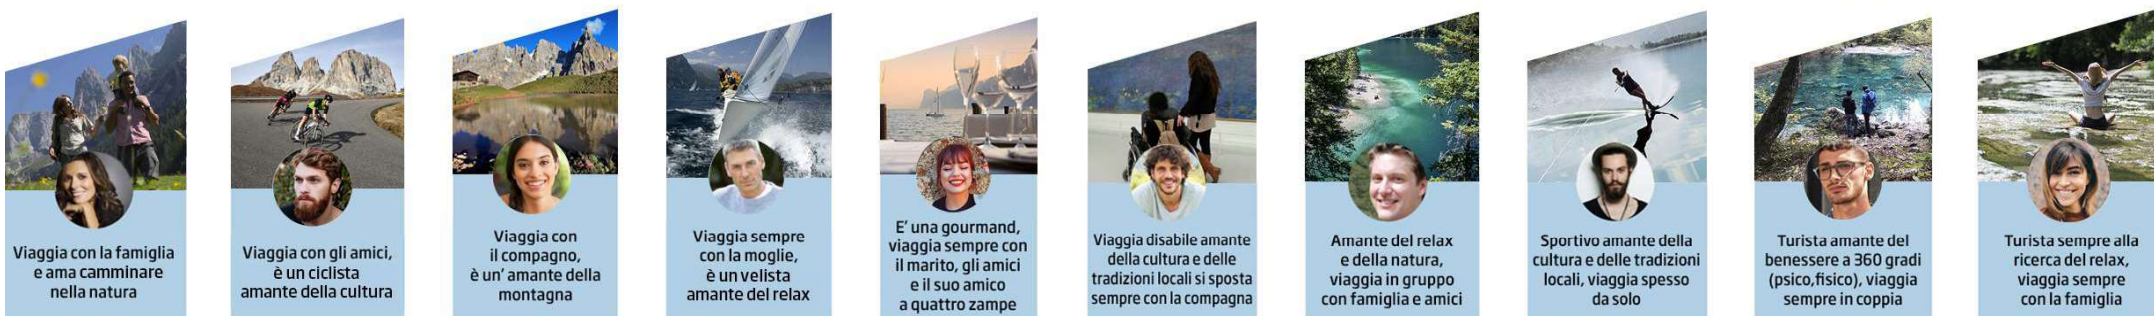 Viaggia con la famiglia
e ama camminare
nella natura
Viaggia con gli amici,
è un ciclista
amante della cultura
Viaggia con
il compagno,
è un' amante della
montagna
Viaggia sempre
con la moglie,
è un velista
amante del relax
E' una gourmand,
viaggia sempre con
il marito, gli amici
e il suo amico
a quattro zampe
Viaggia disabile amante
della cultura e delle
tradizioni locali si sposta
sempre con la compagna
Amante del relax
e della natura,
viaggia in gruppo
con famiglia e amici
Sportivo amante della
cultura e delle tradizioni
locali, viaggia spesso
da solo
Turista amante del
benessere a 360 gradi
(psico,fisico), viaggia
sempre in coppia
Turista sempre alla
ricerca del relax,
viaggia sempre
con la famiglia